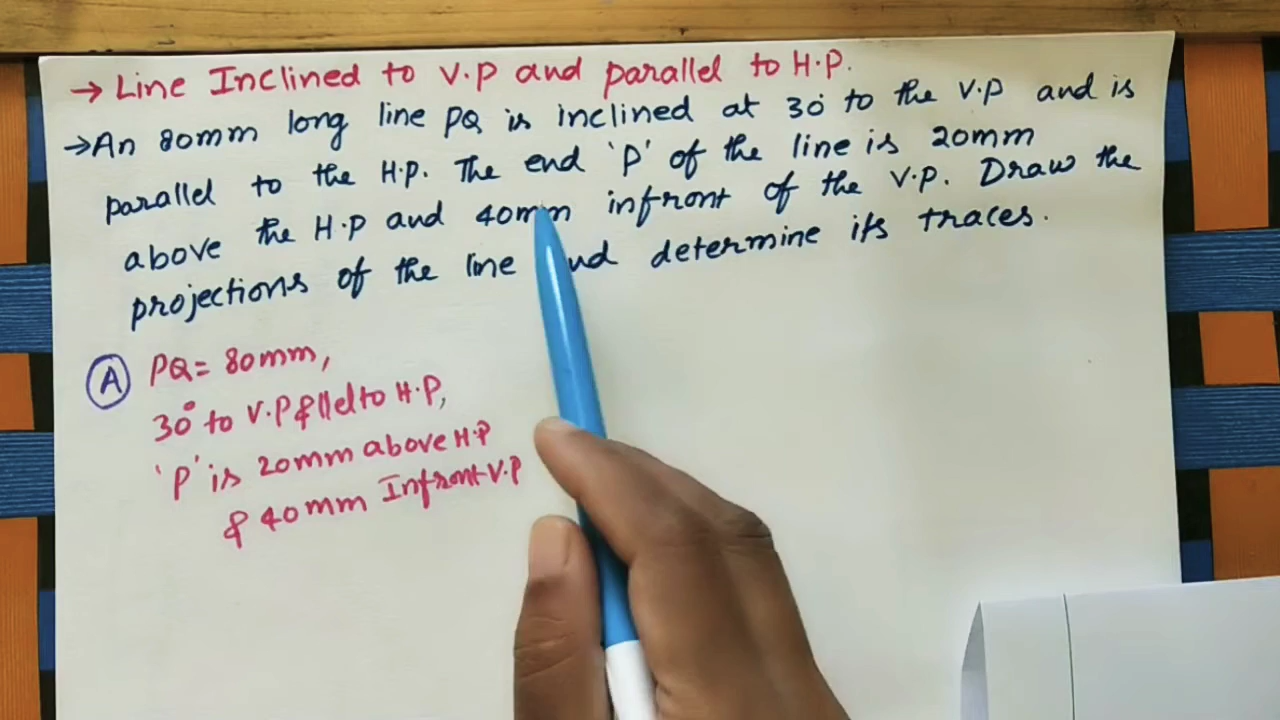 → Line Inclined to V.P and parallel to H.P.
→ An 80mm long line PQ is inclined at 30° to the V.P and is
parallel to the H.P. The end 'P' of the line is 20mm
above the H.P and 40mm infront of the V.P. Draw the
projections of the line and determine its traces.
(A) PQ = 80mm,
30° to V.P & llel to H.P,
'P' is 20mm above H.P
& 40mm Infront V.P